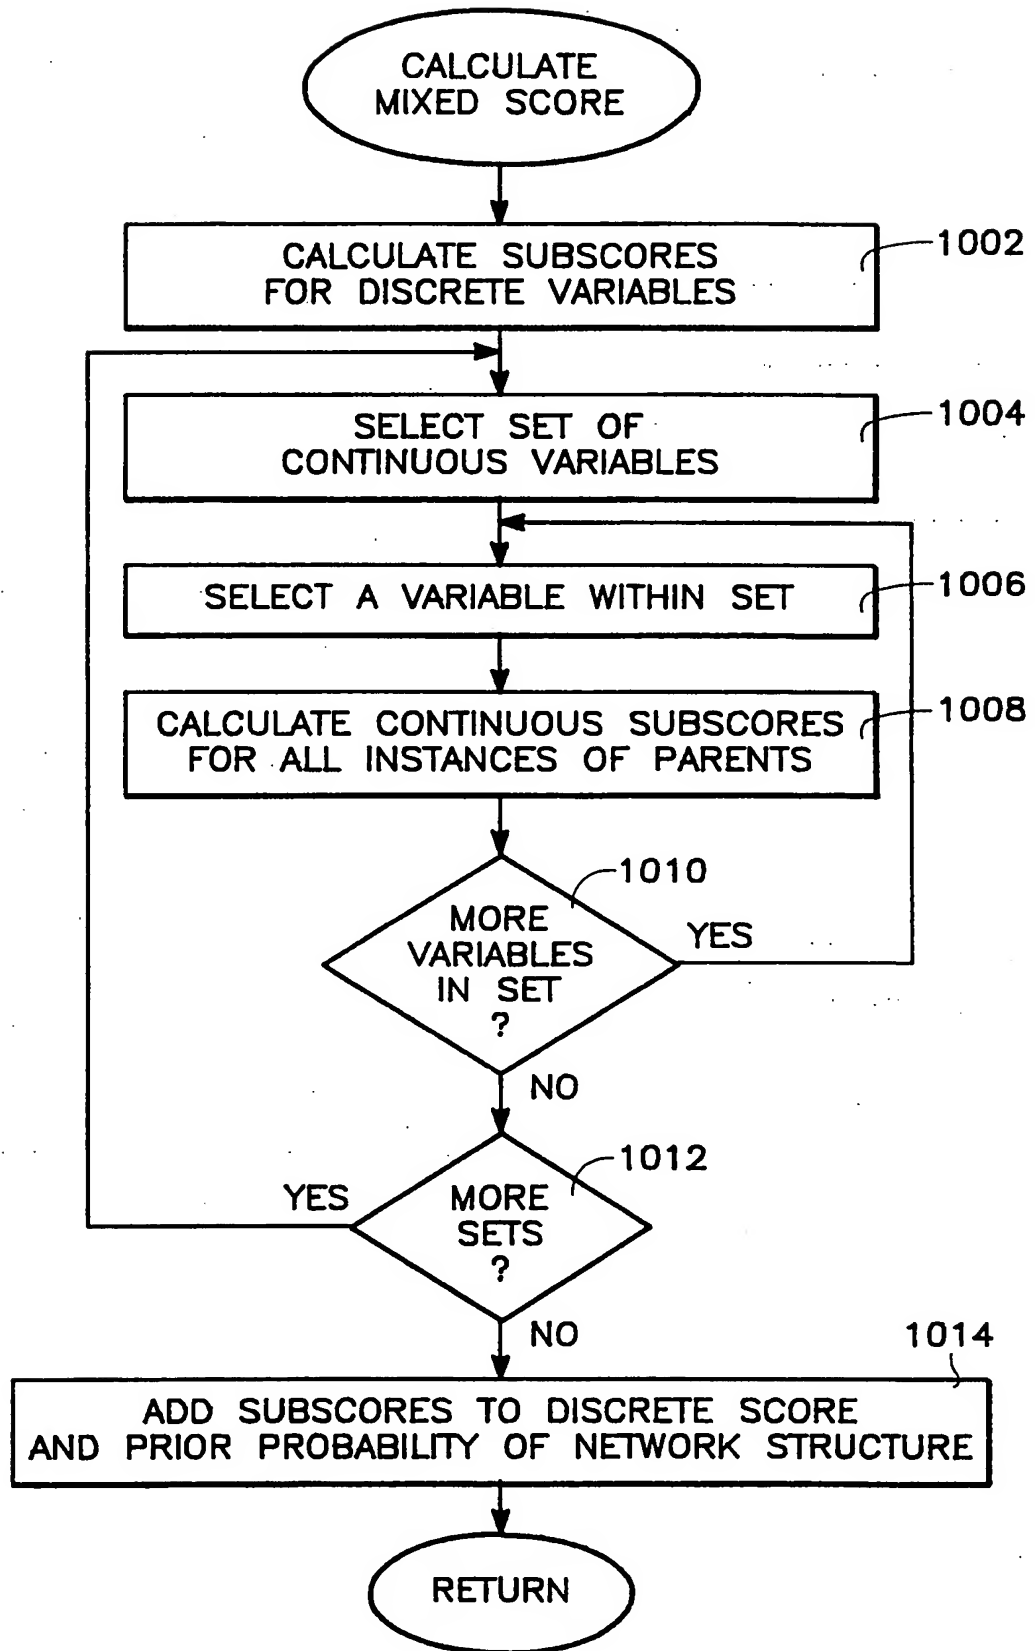 CALCULATE
MIXED SCORE
CALCULATE SUBSCORES
FOR DISCRETE VARIABLES
1002
SELECT SET OF
CONTINUOUS VARIABLES
1004
SELECT A VARIABLE WITHIN SET
1006
CALCULATE CONTINUOUS SUBSCORES
FOR ALL INSTANCES OF PARENTS
1008
1010
MORE
VARIABLES
IN SET
?
YES
NO
1012
MORE
SETS
?
YES
NO
1014
ADD SUBSCORES TO DISCRETE SCORE
AND PRIOR PROBABILITY OF NETWORK STRUCTURE
RETURN